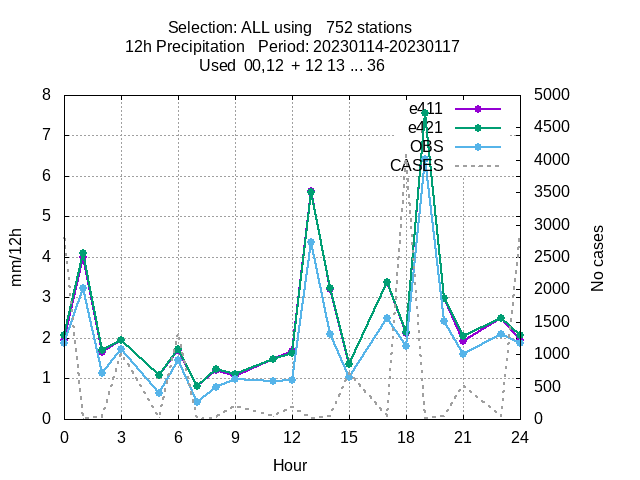 Selection: ALL using   752 stations
12h Precipitation   Period: 20230114-20230117
Used  00,12  + 12 13 ... 36
8
7
6
5
4
3
2
1
0
5000
4500
4000
3500
3000
2500
2000
1500
1000
500
0
mm/12h
No cases
e411
e421
OBS
CASES
0 3 6 9 12 15 18 21 24
Hour